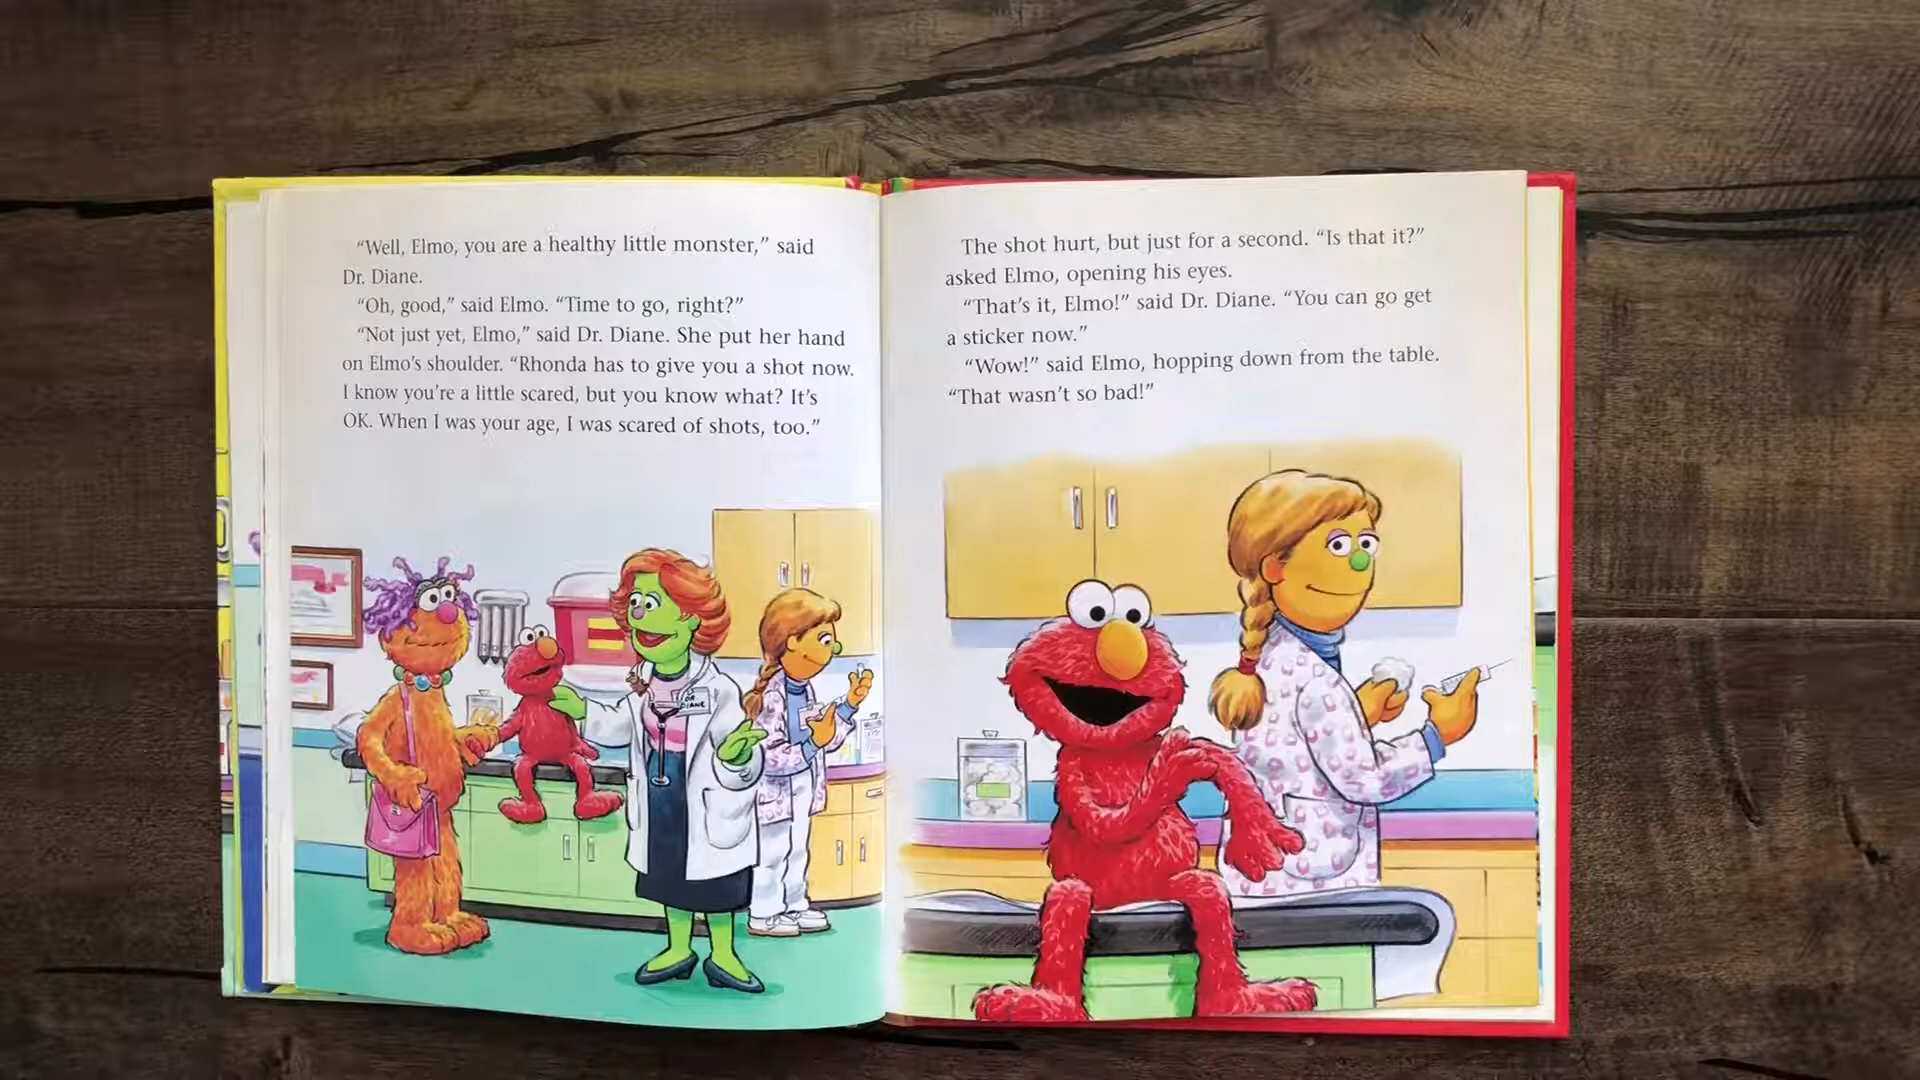 “Well, Elmo, you are a healthy little monster,” said
Dr. Diane.
“Oh, good,” said Elmo. “Time to go, right?”
“Not just yet, Elmo,” said Dr. Diane. She put her hand
on Elmo’s shoulder. “Rhonda has to give you a shot now.
I know you’re a little scared, but you know what? It’s
OK. When I was your age, I was scared of shots, too.”
DR.
DIANE
The shot hurt, but just for a second. “Is that it?”
asked Elmo, opening his eyes.
“That’s it, Elmo!” said Dr. Diane. “You can go get
a sticker now.”
“Wow!” said Elmo, hopping down from the table.
“That wasn’t so bad!”